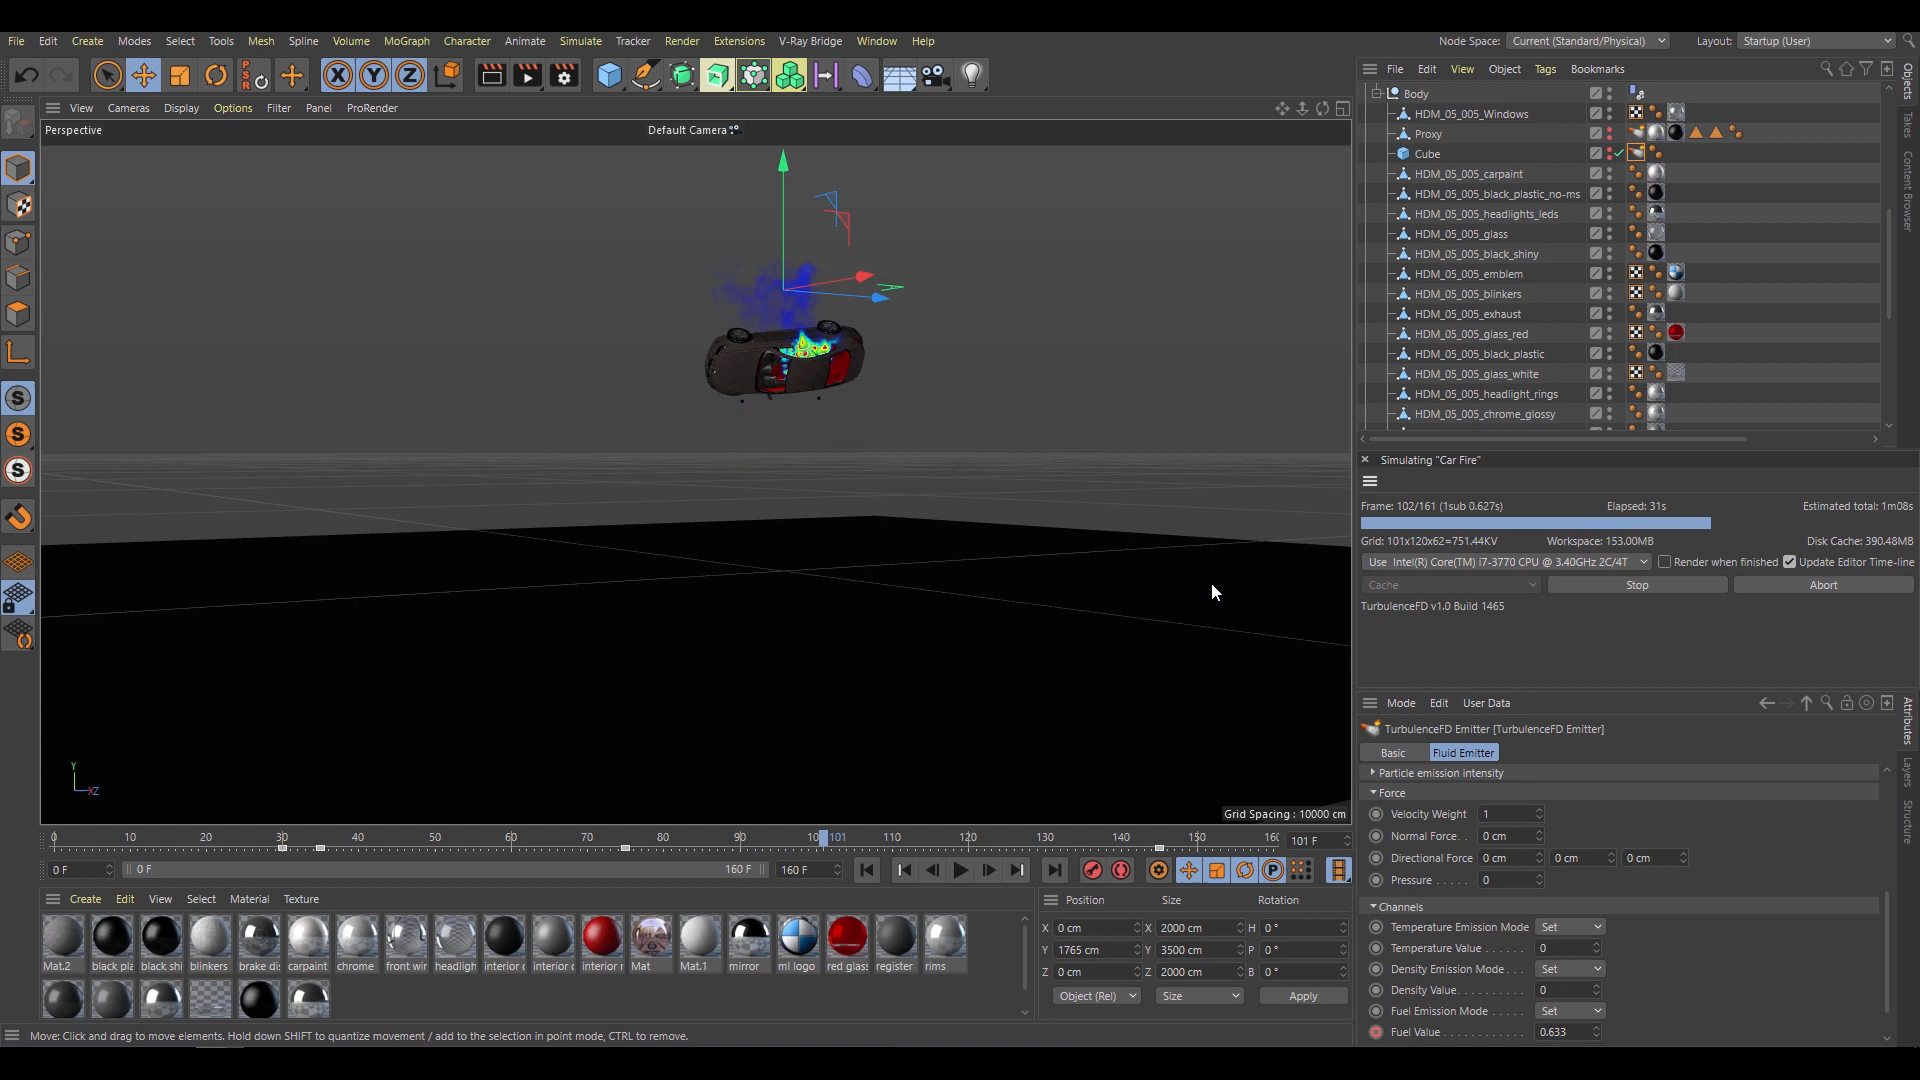 File Edit Create Modes Select Tools Mesh Spline Volume MoGraph Character Animate Simulate Tracker Render Extensions V-Ray Bridge Window Help Node Space: Current (Standard/Physical) Layout: Startup (User)
PSR X Y Z
File Edit View Object Tags Bookmarks
View Cameras Display Options Filter Panel ProRender
Perspective
Default Camera
Body
HDM_05_005_Windows
Proxy
Cube
HDM_05_005_carpaint
HDM_05_005_black_plastic_no-ms
HDM_05_005_headlights_leds
HDM_05_005_glass
HDM_05_005_black_shiny
HDM_05_005_emblem
HDM_05_005_blinkers
HDM_05_005_exhaust
HDM_05_005_glass_red
HDM_05_005_black_plastic
HDM_05_005_glass_white
HDM_05_005_headlight_rings
HDM_05_005_chrome_glossy
Objects
Takes
Content Browser
Structure
S
S
S
Simulating "Car Fire"
Frame: 102/161 (1sub 0.627s) Elapsed: 31s Estimated total: 1m08s
Grid: 101x120x62=751.44KV Workspace: 153.00MB Disk Cache: 390.48MB
Use Intel(R) Core(TM) i7-3770 CPU @ 3.40GHz 2C/4T Render when finished Update Editor Time-line
Cache Stop Abort
TurbulenceFD v1.0 Build 1465
Mode Edit User Data
TurbulenceFD Emitter [TurbulenceFD Emitter]
Basic Fluid Emitter
Particle emission intensity
Force
Velocity Weight 1
Normal Force. . 0 cm
Directional Force 0 cm 0 cm 0 cm
Pressure . . . . . 0
Channels
Temperature Emission Mode Set
Temperature Value . . . . . . 0
Density Emission Mode. . . Set
Density Value. . . . . . . . . . 0
Fuel Emission Mode . . . . . Set
Fuel Value . . . . . . . . . . . . 0.633
Attributes
Layers
Y
XZ
Grid Spacing : 10000 cm
0 10 20 30 40 50 60 70 80 90 100 101 110 120 130 140 150 160 101 F
0 F 0 F 160 F 160 F P
Create Edit View Select Material Texture
Mat.2 black pla black shi blinkers brake di carpaint chrome front wir headligh interior c interior c interior r Mat Mat.1 mirror ml logo red glass register rims
Position Size Rotation
X 0 cm X 2000 cm H 0 °
Y 1765 cm Y 3500 cm P 0 °
Z 0 cm Z 2000 cm B 0 °
Object (Rel) Size Apply
Move: Click and drag to move elements. Hold down SHIFT to quantize movement / add to the selection in point mode, CTRL to remove.